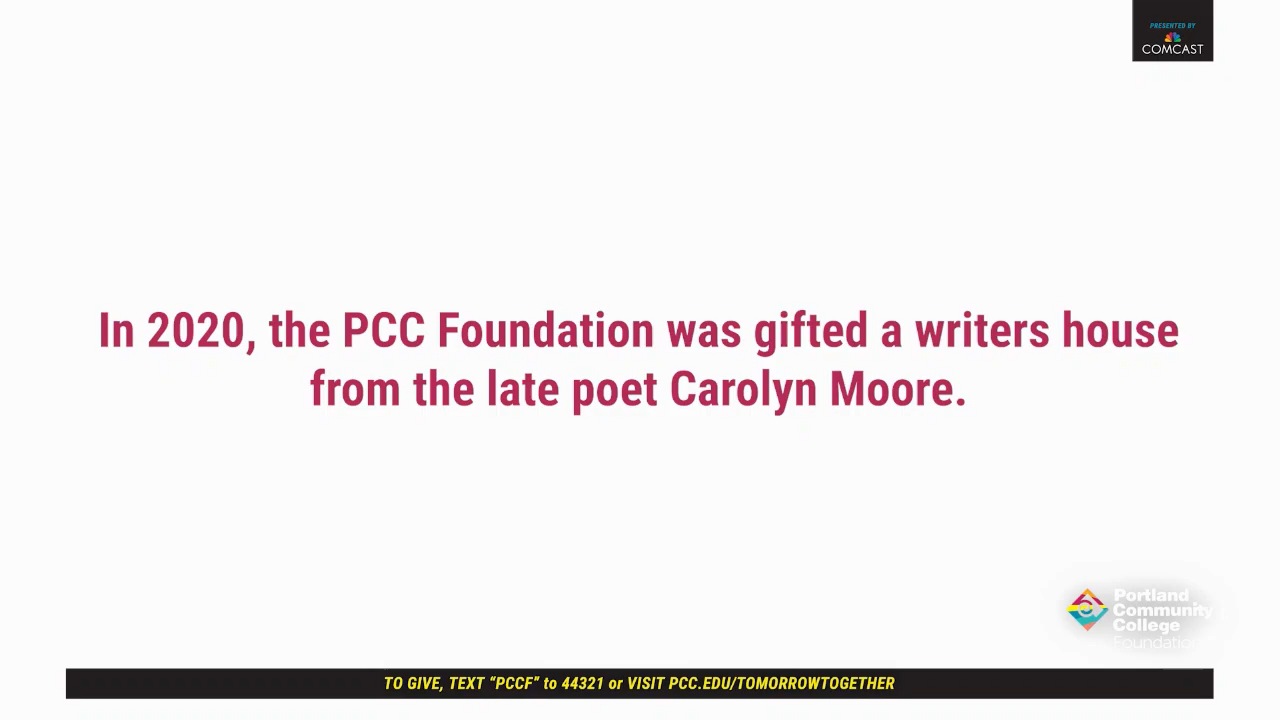 PRESENTED BY
COMCAST
In 2020, the PCC Foundation was gifted a writers house
from the late poet Carolyn Moore.
Portland
Community
College
Foundation
TO GIVE, TEXT “PCCF” to 44321 or VISIT PCC.EDU/TOMORROWTOGETHER